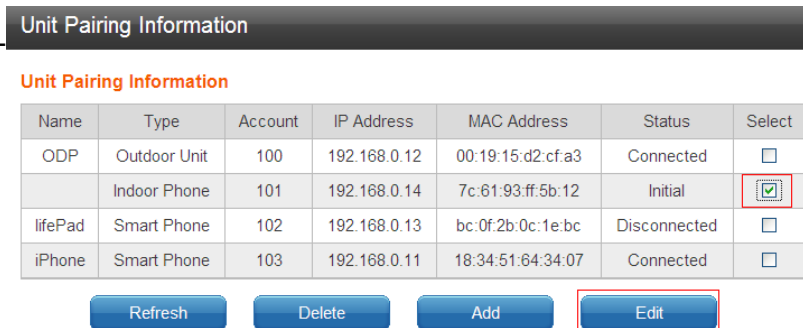 Unit Pairing Information
Unit Pairing Information
Name Type Account IP Address MAC Address Status Select
ODP Outdoor Unit 100 192.168.0.12 00:19:15:d2:cf:a3 Connected
Indoor Phone 101 192.168.0.14 7c:61:93:ff:5b:12 Initial
lifePad Smart Phone 102 192.168.0.13 bc:0f:2b:0c:1e:bc Disconnected
iPhone Smart Phone 103 192.168.0.11 18:34:51:64:34:07 Connected
Refresh Delete Add Edit